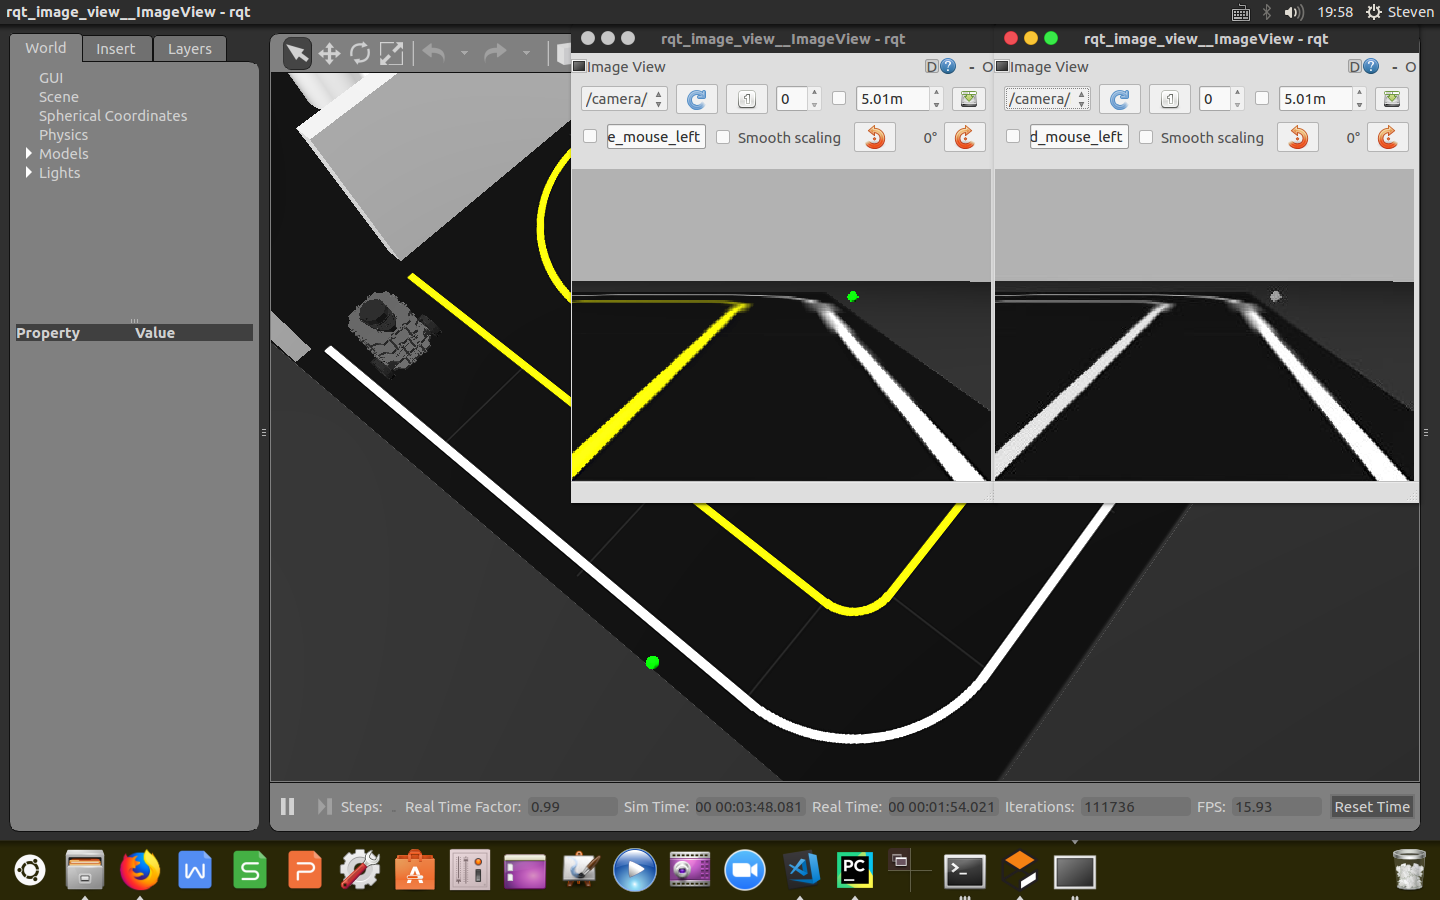 rqt_image_view__ImageView - rqt
19:58 Steven
World Insert Layers
GUI
Scene
Spherical Coordinates
Physics
Models
Lights
Property Value
rqt_image_view__ImageView - rqt
Image View D ? - O
/camera/ 1 0 5.01m
e_mouse_left Smooth scaling 0°
rqt_image_view__ImageView - rqt
Image View D ? - O
/camera/ 1 0 5.01m
d_mouse_left Smooth scaling 0°
Steps: Real Time Factor: 0.99 Sim Time: 00 00:03:48.081 Real Time: 00 00:01:54.021 Iterations: 111736 FPS: 15.93 Reset Time
W S P A PC >_